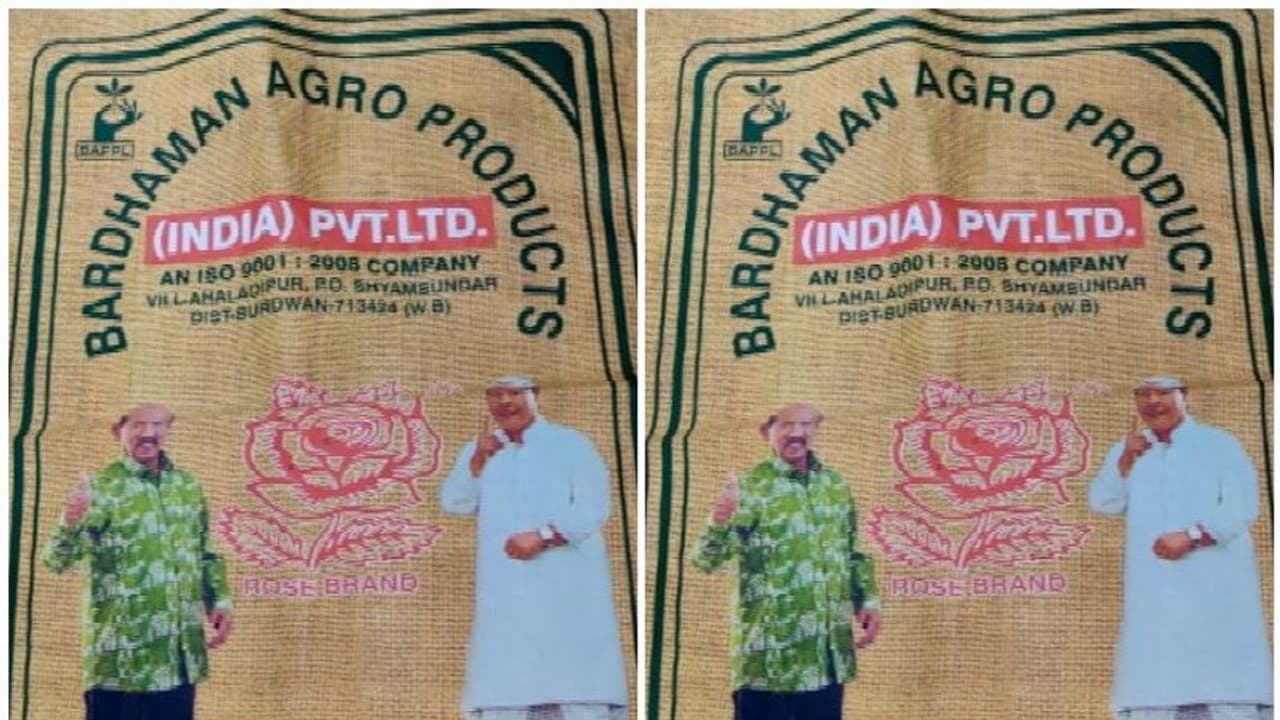 BARDHAMAN AGRO PRODUCTS
BAPPL
(INDIA) PVT.LTD.
AN ISO 9001 : 2008 COMPANY
VILL-AHALADIPUR, P.O. SHYAMSUNDAR
DIST-BURDWAN-713424 (W B)
ROSE BRAND
BARDHAMAN AGRO PRODUCTS
BAPPL
(INDIA) PVT.LTD.
AN ISO 9001 : 2008 COMPANY
VILL-AHALADIPUR, P.O. SHYAMSUNDAR
DIST-BURDWAN-713424 (W B)
ROSE BRAND